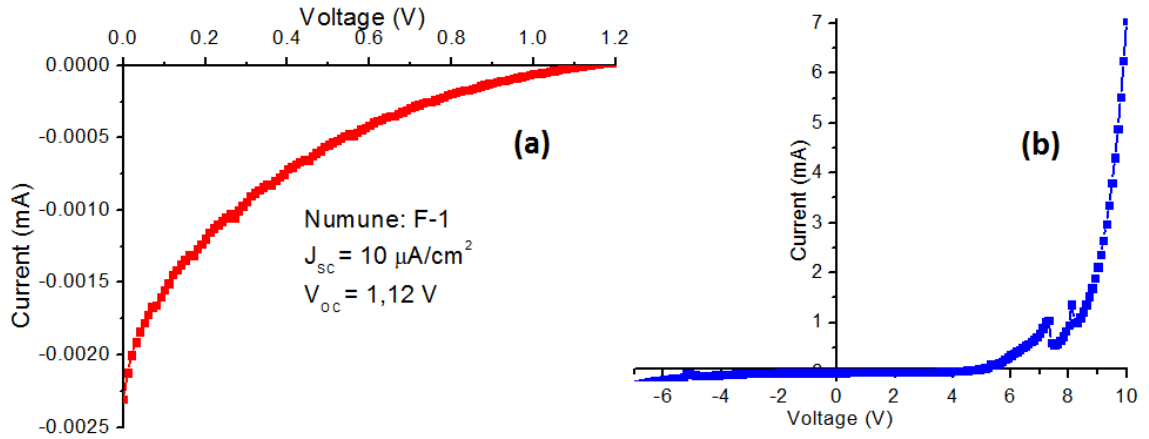 Voltage (V)
0.0 0.2 0.4 0.6 0.8 1.0 1.2
0.0000
-0.0005
-0.0010
-0.0015
-0.0020
-0.0025
Current (mA)
(a)
Numune: F-1
Jsc = 10 μA/cm²
Voc = 1,12 V
7
6
5
4
3
2
1
0
Current (mA)
(b)
-6 -4 -2 0 2 4 6 8 10
Voltage (V)